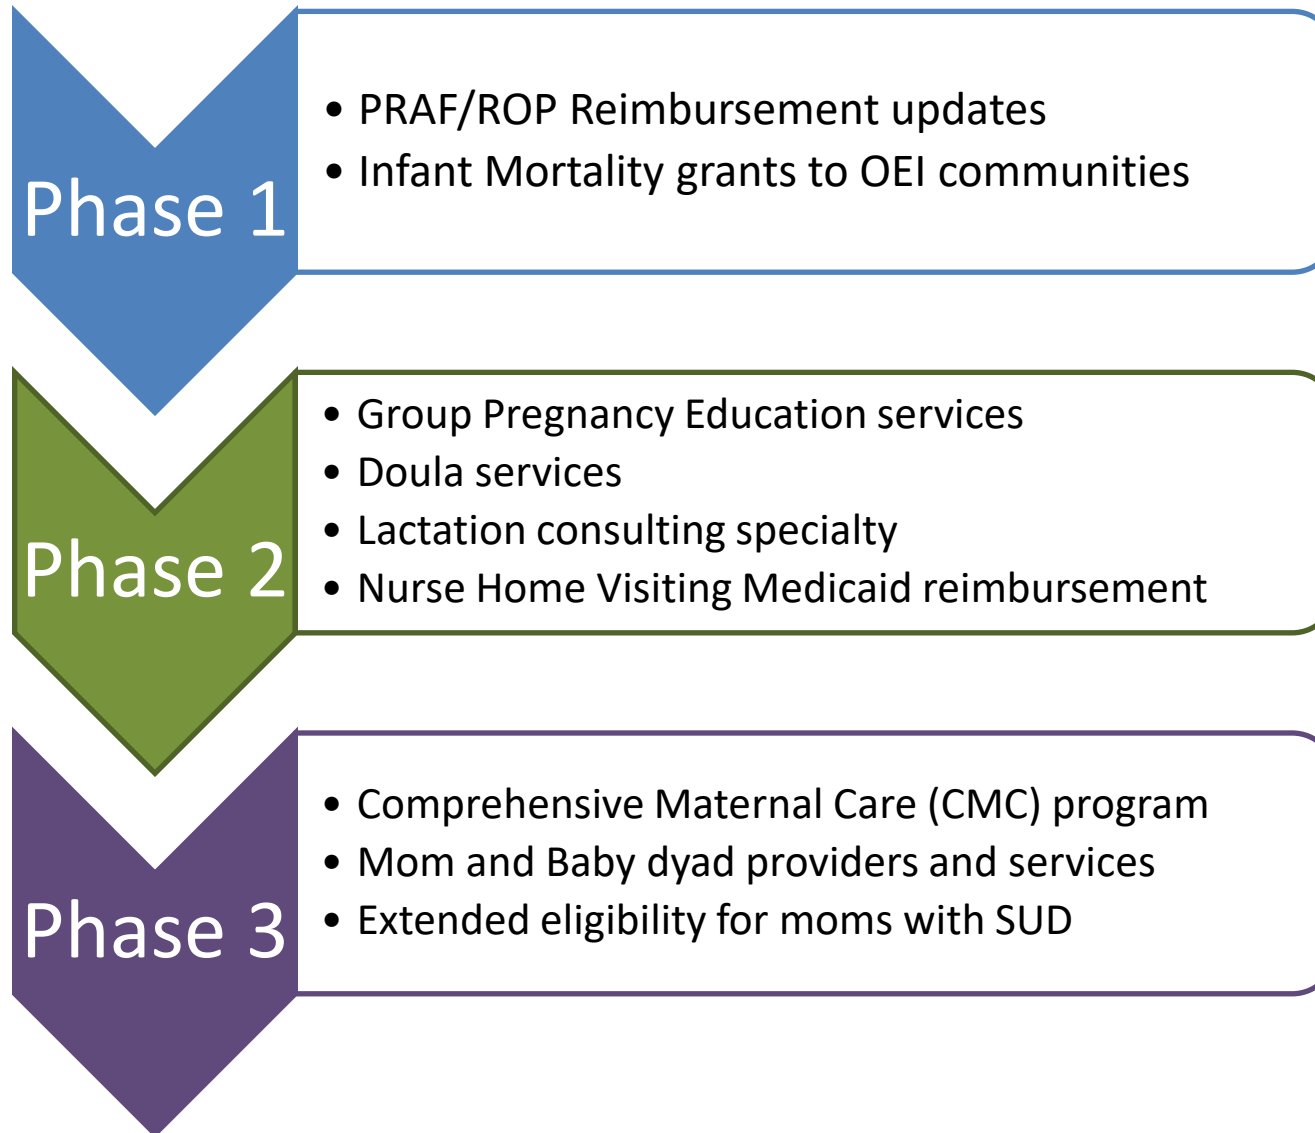 Phase 1
• PRAF/ROP Reimbursement updates
• Infant Mortality grants to OEI communities
Phase 2
• Group Pregnancy Education services
• Doula services
• Lactation consulting specialty
• Nurse Home Visiting Medicaid reimbursement
Phase 3
• Comprehensive Maternal Care (CMC) program
• Mom and Baby dyad providers and services
• Extended eligibility for moms with SUD